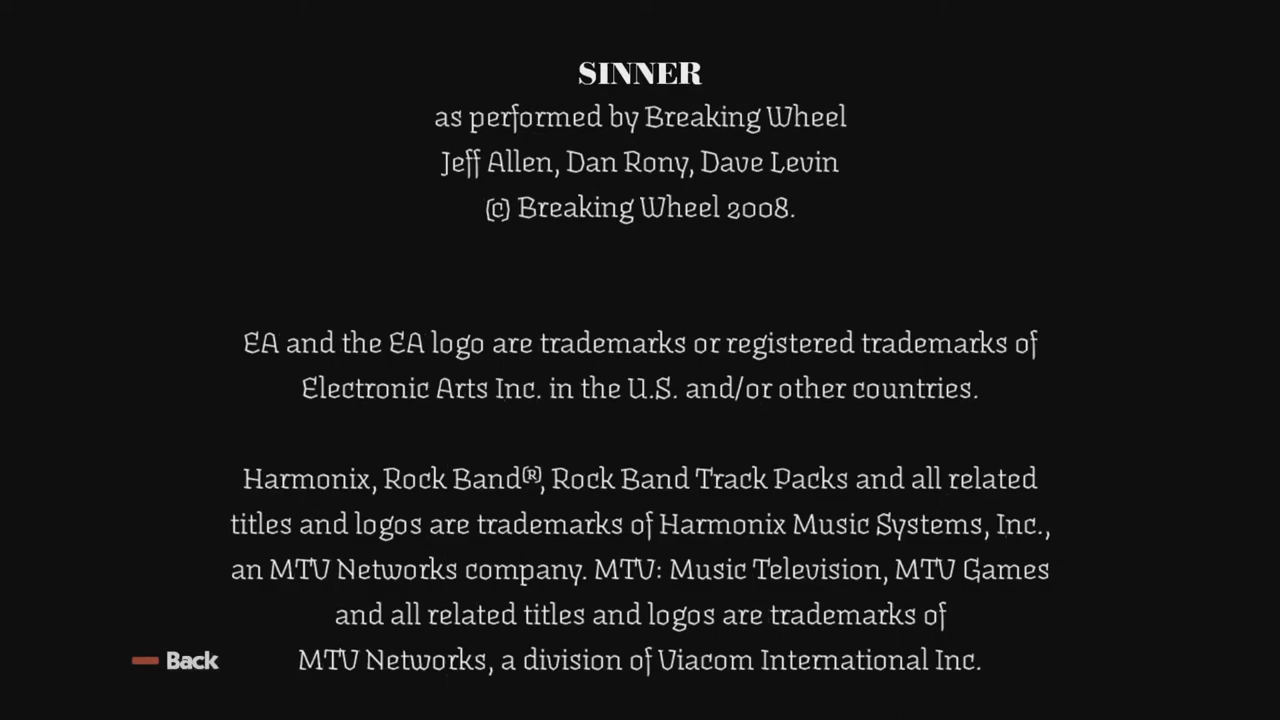 SINNER
as performed by Breaking Wheel
Jeff Allen, Dan Rony, Dave Levin
(c) Breaking Wheel 2008.
EA and the EA logo are trademarks or registered trademarks of
Electronic Arts Inc. in the U.S. and/or other countries.
Harmonix, Rock Band®, Rock Band Track Packs and all related
titles and logos are trademarks of Harmonix Music Systems, Inc.,
an MTV Networks company. MTV: Music Television, MTV Games
and all related titles and logos are trademarks of
MTV Networks, a division of Viacom International Inc.
Back